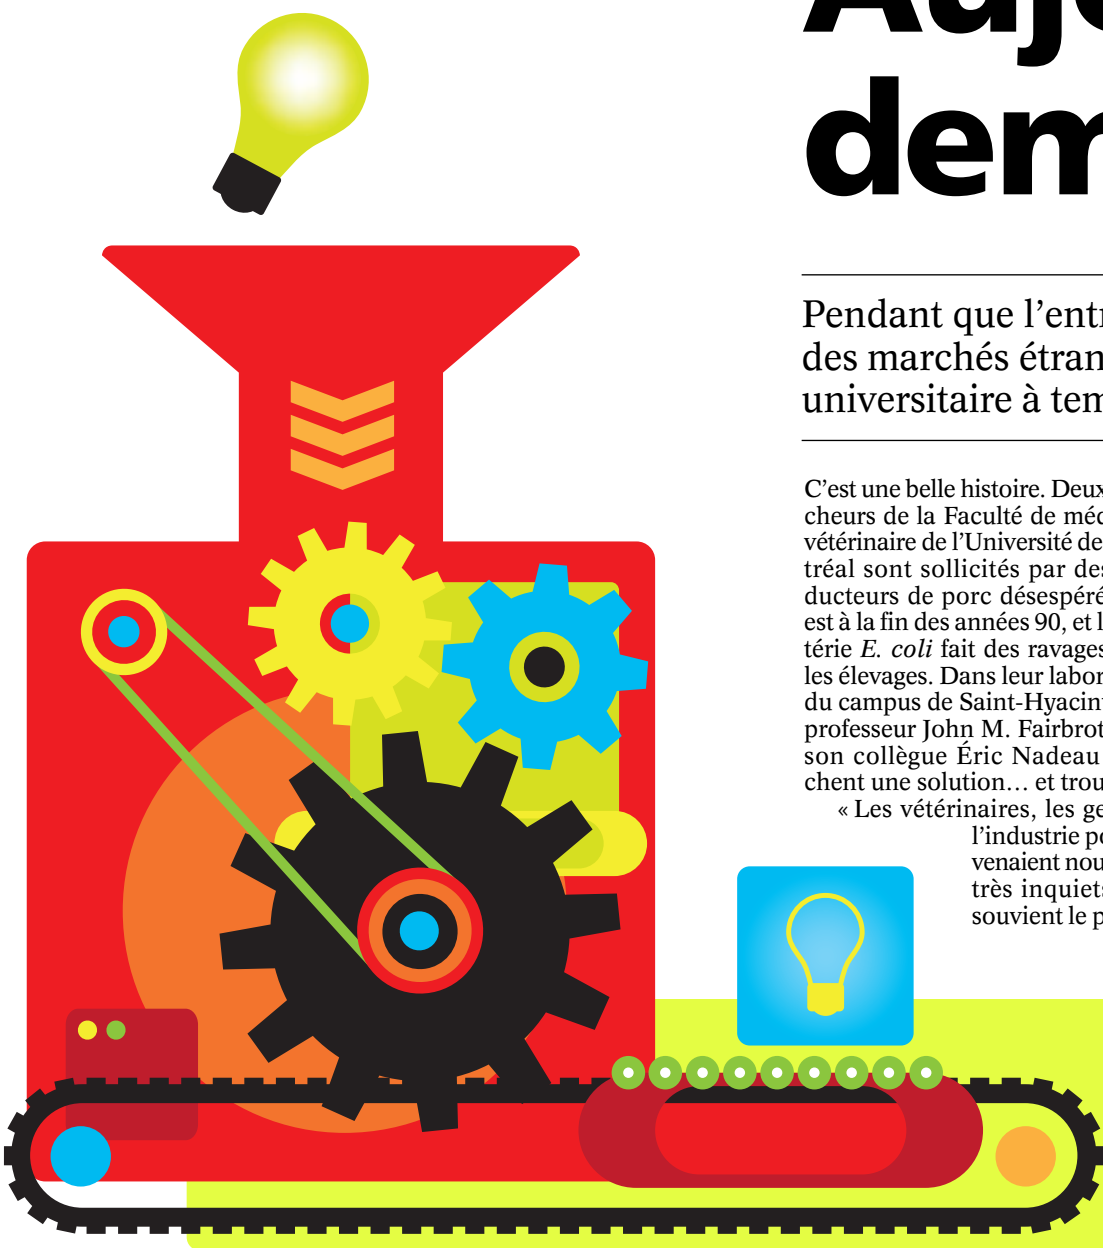 Aujo
dem
Pendant que l’entr
des marchés étran
universitaire à tem
C’est une belle histoire. Deux
cheurs de la Faculté de méd
vétérinaire de l’Université de
tréal sont sollicités par des
ducteurs de porc désespéré
est à la fin des années 90, et l
térie E. coli fait des ravages
les élevages. Dans leur labor
du campus de Saint-Hyacin
professeur John M. Fairbrot
son collègue Éric Nadeau
chent une solution… et trou
« Les vétérinaires, les ge
l’industrie po
venaient nou
très inquiets
souvient le p